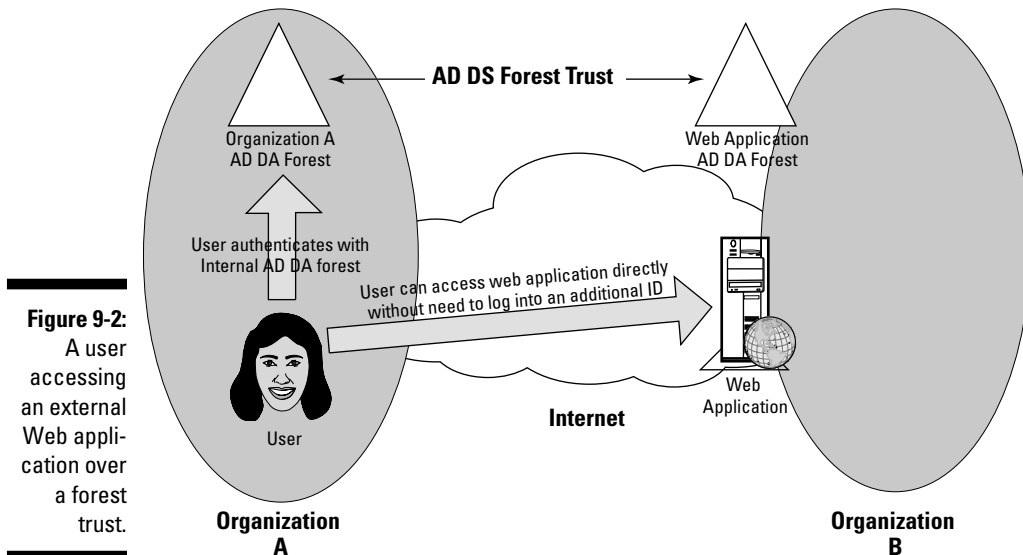 AD DS Forest Trust
Organization A
AD DA Forest
Web Application
AD DA Forest
User authenticates with
Internal AD DA forest
User can access web application directly
without need to log into an additional ID
User
Web
Application
Internet
Organization
A
Organization
B
Figure 9-2:
A user
accessing
an external
Web appli-
cation over
a forest
trust.